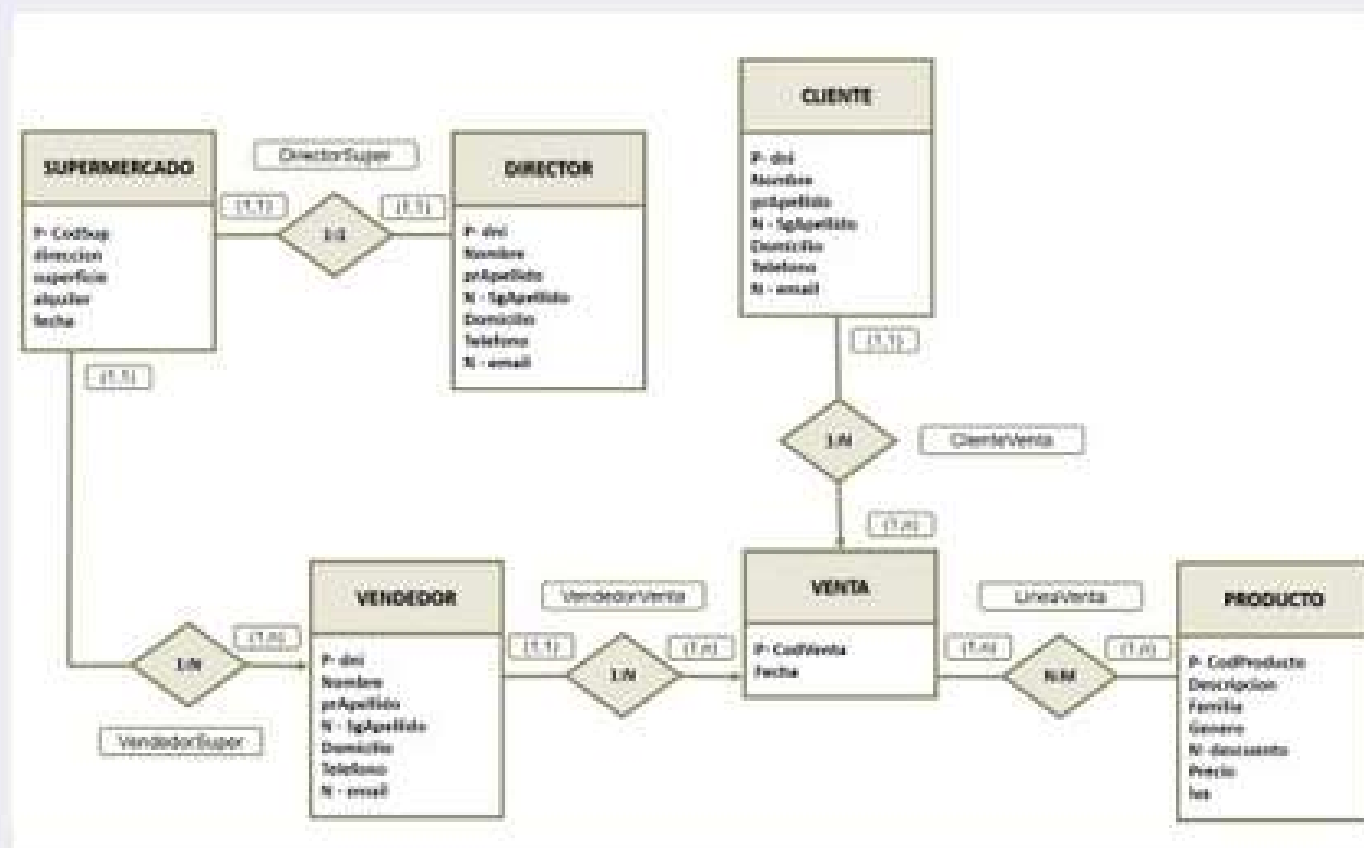 SUPERMERCADO
P- CodSup
direccion
superficie
alquiler
fecha
DirectorSuper
(1,1)
1:1
(1,1)
DIRECTOR
P- dni
Nombre
prApellido
N - SgApellido
Domicilio
Telefono
N - email
CLIENTE
P- dni
Nombre
prApellido
N - SgApellido
Domicilio
Telefono
N - email
(1,1)
1:N
ClienteVenta
(1,n)
(1,1)
1:N
(1,n)
VendedorSuper
VENDEDOR
P- dni
Nombre
prApellido
N - SgApellido
Domicilio
Telefono
N - email
VendedorVenta
(1,1)
1:N
(1,n)
VENTA
P- CodVenta
Fecha
LineaVenta
(1,n)
N:M
(1,n)
PRODUCTO
P- CodProducto
Descripcion
Familia
Genero
N- descuento
Precio
Iva